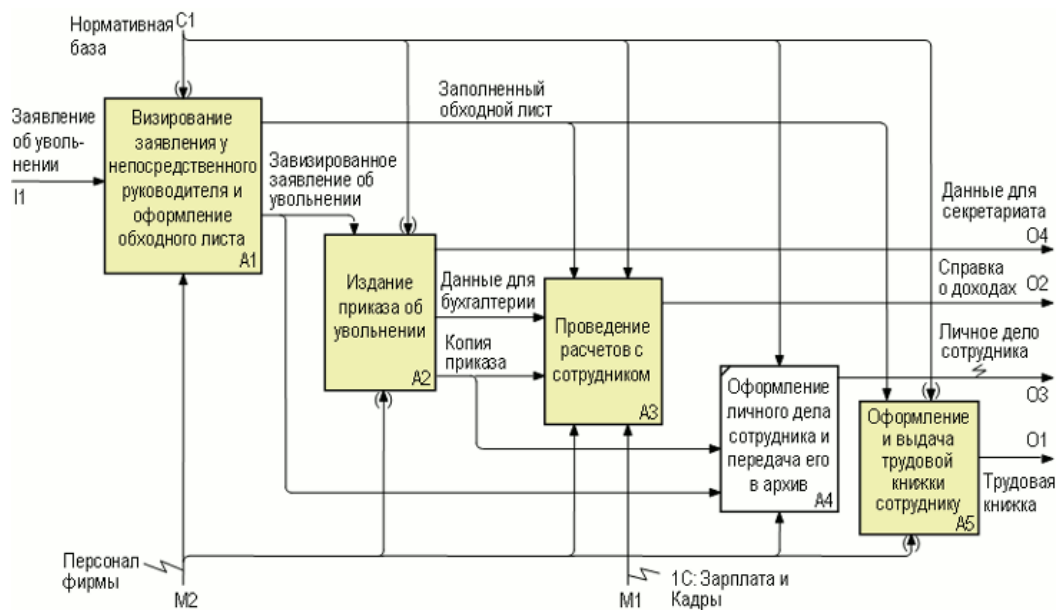 Нормативная
база
C1
Заявление
об уволь-
нении
I1
Визирование
заявления у
непосредственного
руководителя и
оформление
обходного листа
A1
Заполненный
обходной лист
Завизированное
заявление об
увольнении
Издание
приказа об
увольнении
A2
Данные для
бухгалтерии
Копия
приказа
Проведение
расчетов с
сотрудником
A3
Оформление
личного дела
сотрудника и
передача его
в архив
A4
Оформление
и выдача
трудовой
книжки
сотруднику
A5
Данные для
секретариата
O4
Справка
о доходах
O2
Личное дело
сотрудника
O3
O1
Трудовая
книжка
Персонал
фирмы
M2
M1
1С: Зарплата и
Кадры